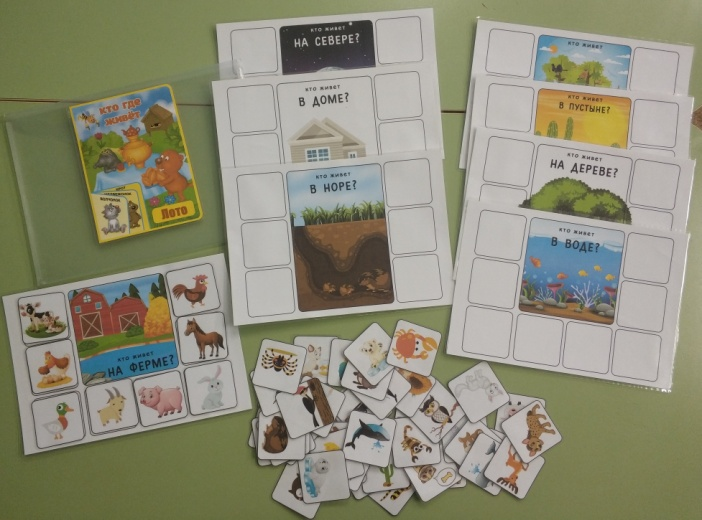 КТО ЖИВЕТ
НА СЕВЕРЕ?
КТО ЖИВЕТ
КТО ЖИВЕТ
В ДОМЕ?
КТО ЖИВЕТ
В ПУСТЫНЕ?
КТО ГДЕ
ЖИВЁТ
Лото
КТО ЖИВЕТ
НА ДЕРЕВЕ?
КТО ЖИВЕТ
В НОРЕ?
КТО ЖИВЕТ
В ВОДЕ?
КТО ЖИВЕТ
НА ФЕРМЕ?